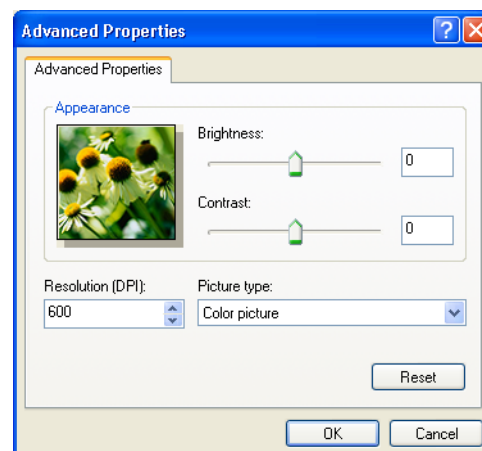 Advanced Properties
Advanced Properties
Appearance
Brightness:
0
Contrast:
0
Resolution (DPI):
Picture type:
600
Color picture
Reset
OK
Cancel